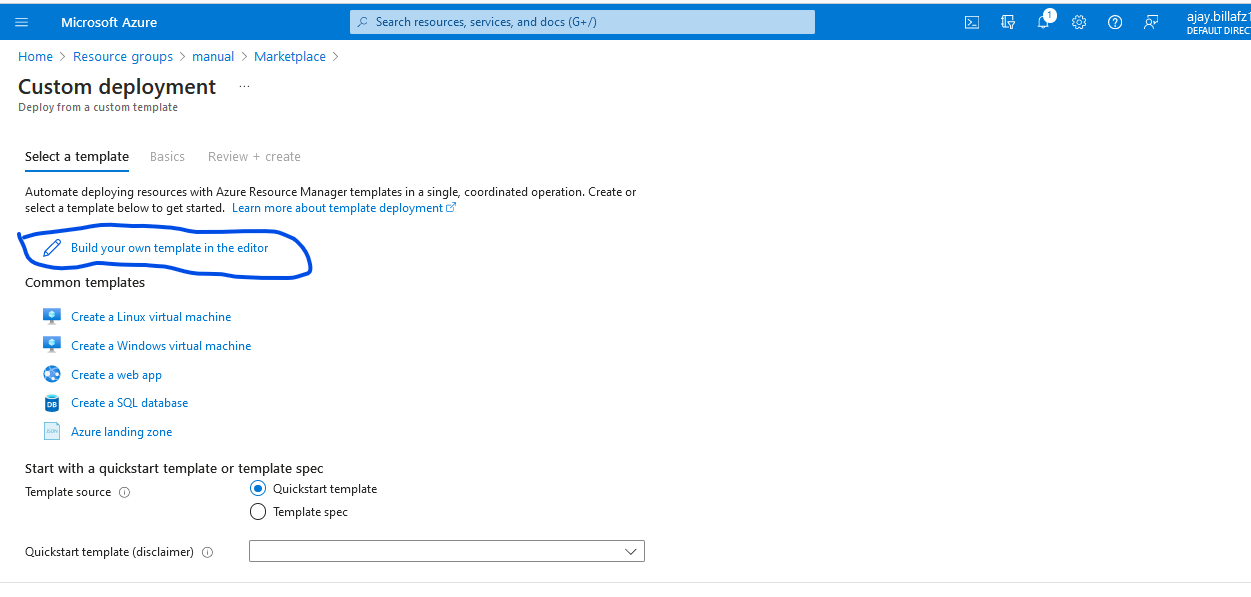 Microsoft Azure
Search resources, services, and docs (G+/)
1
ajay.billafz1
DEFAULT DIRECT
Home > Resource groups > manual > Marketplace >
Custom deployment ...
Deploy from a custom template
Select a template Basics Review + create
Automate deploying resources with Azure Resource Manager templates in a single, coordinated operation. Create or
select a template below to get started. Learn more about template deployment
Build your own template in the editor
Common templates
Create a Linux virtual machine
Create a Windows virtual machine
Create a web app
DB
Create a SQL database
JSON
Azure landing zone
Start with a quickstart template or template spec
Template source
Quickstart template
Template spec
Quickstart template (disclaimer)